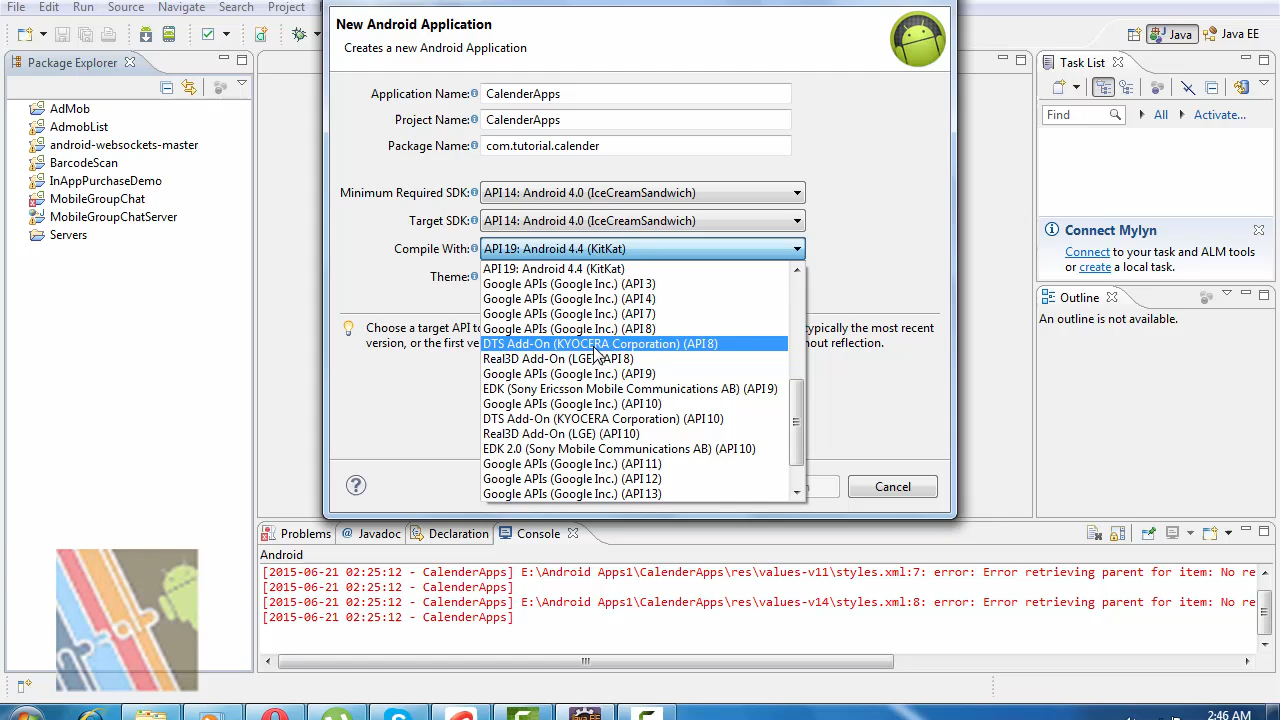 File Edit Run Source Navigate Search Project
New Android Application
Creates a new Android Application
Java
Java EE
Package Explorer
AdMob
AdmobList
android-websockets-master
BarcodeScan
InAppPurchaseDemo
MobileGroupChat
MobileGroupChatServer
Servers
Application Name: CalenderApps
Project Name: CalenderApps
Package Name: com.tutorial.calender
Minimum Required SDK: API 14: Android 4.0 (IceCreamSandwich)
Target SDK: API 14: Android 4.0 (IceCreamSandwich)
Compile With: API 19: Android 4.4 (KitKat)
Theme:
API 19: Android 4.4 (KitKat)
Google APIs (Google Inc.) (API 3)
Google APIs (Google Inc.) (API 4)
Google APIs (Google Inc.) (API 7)
Google APIs (Google Inc.) (API 8)
DTS Add-On (KYOCERA Corporation) (API 8)
Real3D Add-On (LGE) (API 8)
Google APIs (Google Inc.) (API 9)
EDK (Sony Ericsson Mobile Communications AB) (API 9)
Google APIs (Google Inc.) (API 10)
DTS Add-On (KYOCERA Corporation) (API 10)
Real3D Add-On (LGE) (API 10)
EDK 2.0 (Sony Mobile Communications AB) (API 10)
Google APIs (Google Inc.) (API 11)
Google APIs (Google Inc.) (API 12)
Google APIs (Google Inc.) (API 13)
Choose a target API to
typically the most recent
version, or the first ve
hout reflection.
Cancel
Task List
Find All Activate...
Connect Mylyn
Connect to your task and ALM tools
or create a local task.
Outline
An outline is not available.
Problems @ Javadoc Declaration Console
Android
[2015-06-21 02:25:12 - CalenderApps] E:\Android Apps1\CalenderApps\res\values-v11\styles.xml:7: error: Error retrieving parent for item: No re
[2015-06-21 02:25:12 - CalenderApps]
[2015-06-21 02:25:12 - CalenderApps] E:\Android Apps1\CalenderApps\res\values-v14\styles.xml:8: error: Error retrieving parent for item: No re
[2015-06-21 02:25:12 - CalenderApps]
2:46 AM